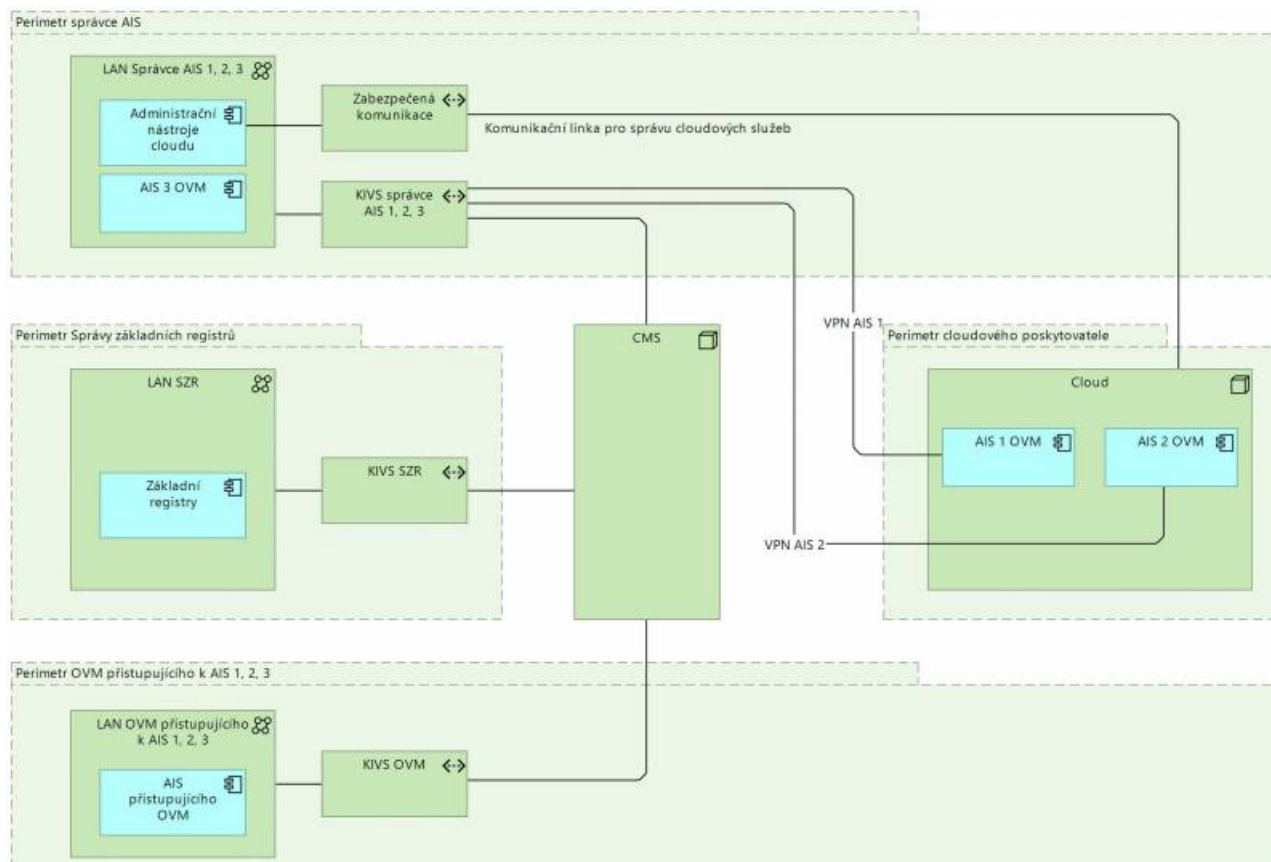 Perimetr správce AIS
LAN Správce AIS 1, 2, 3
Administrační
nástroje
cloudu
AIS 3 OVM
Zabezpečená
komunikace
Komunikační linka pro správu cloudových služeb
KIVS správce
AIS 1, 2, 3
VPN AIS 1
Perimetr Správy základních registrů
LAN SZR
Základní
registry
KIVS SZR
CMS
Perimetr cloudového poskytovatele
Cloud
AIS 1 OVM
AIS 2 OVM
VPN AIS 2
Perimetr OVM přistupujícího k AIS 1, 2, 3
LAN OVM přistupujícího
k AIS 1, 2, 3
AIS
přistupujícího
OVM
KIVS OVM